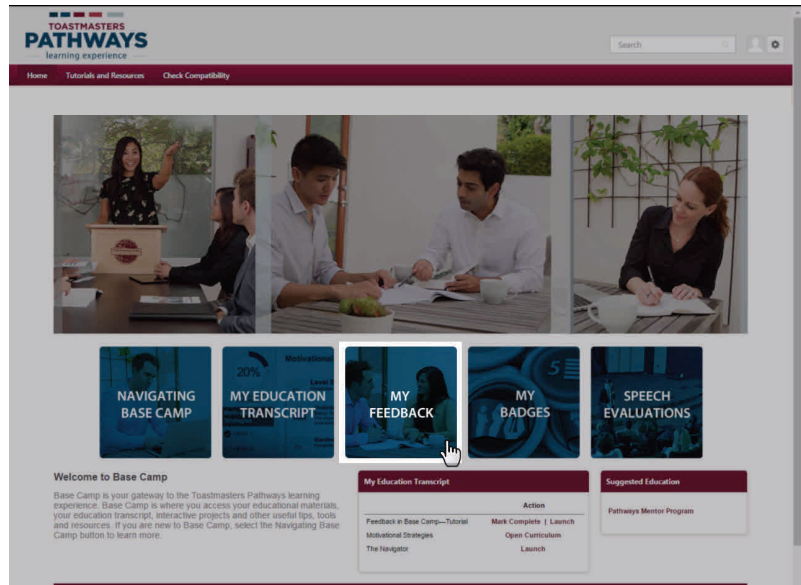 TOASTMASTERS
PATHWAYS
learning experience
Search
Home Tutorials and Resources Check Compatibility
NAVIGATING
BASE CAMP
20%
Motivational
MY EDUCATION
TRANSCRIPT
MY
FEEDBACK
5
MY
BADGES
SPEECH
EVALUATIONS
Welcome to Base Camp
Base Camp is your gateway to the Toastmasters Pathways learning
experience. Base Camp is where you access your educational materials,
your education transcript, interactive projects and other useful tips, tools
and resources. If you are new to Base Camp, select the Navigating Base
Camp button to learn more.
My Education Transcript
Action
Feedback in Base Camp—Tutorial Mark Complete | Launch
Motivational Strategies Open Curriculum
The Navigator Launch
Suggested Education
Pathways Mentor Program